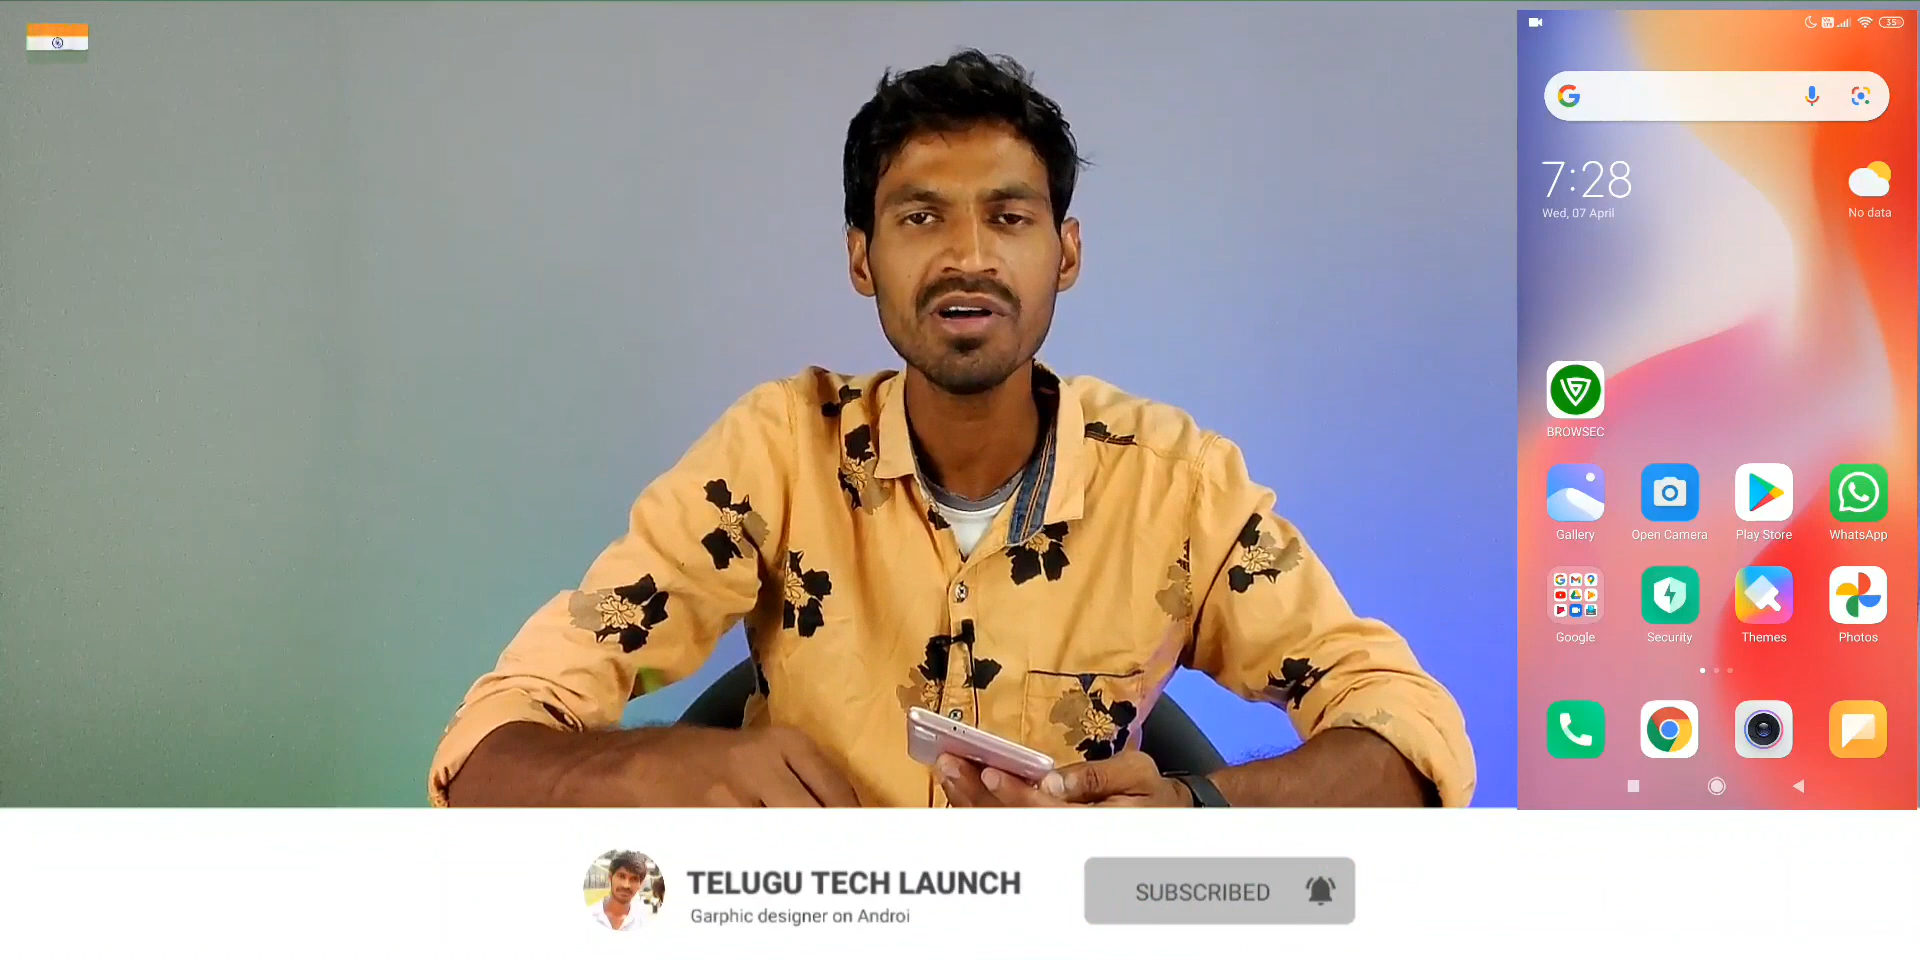 7:28
Wed, 07 April
No data
BROWSEC
Gallery
Open Camera
Play Store
WhatsApp
Google
Security
Themes
Photos
TELUGU TECH LAUNCH
Garphic designer on Androi
SUBSCRIBED
35